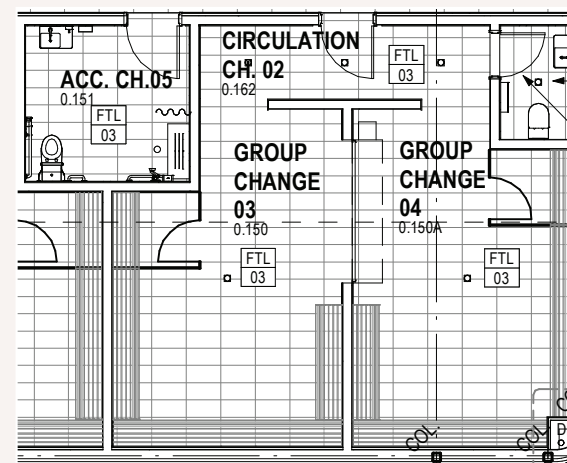 CIRCULATION
CH. 02
0.162
FTL
03
ACC. CH.05
0.151
FTL
03
GROUP
CHANGE
03
0.150
FTL
03
GROUP
CHANGE
04
0.150A
FTL
03
COL.
COL.